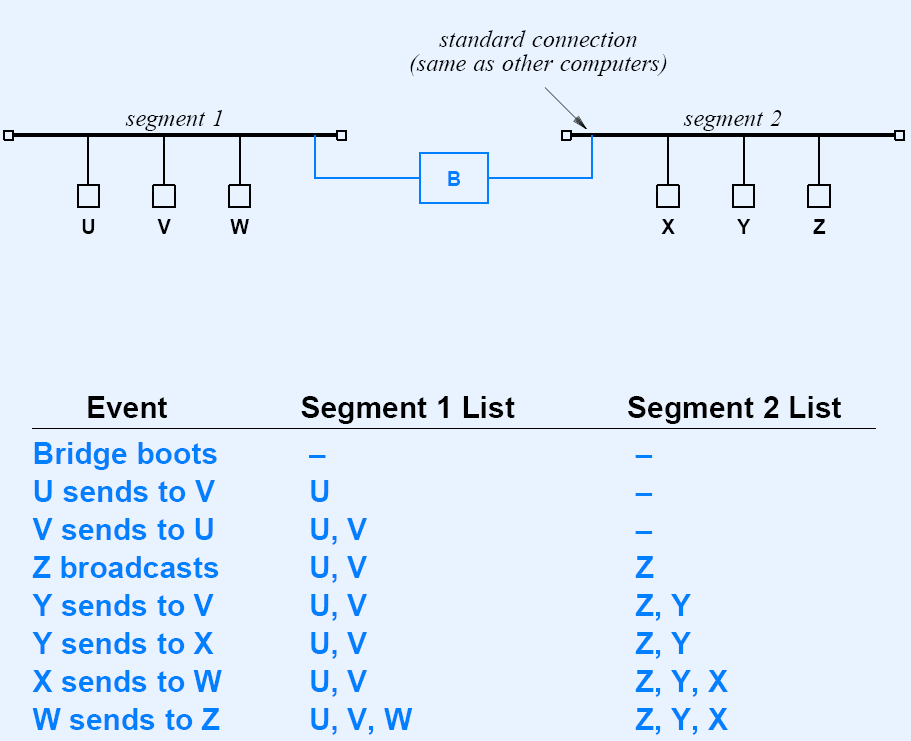 standard connection
(same as other computers)
segment 1
segment 2
B
U V W
X Y Z
Event Segment 1 List Segment 2 List
Bridge boots – –
U sends to V U –
V sends to U U, V –
Z broadcasts U, V Z
Y sends to V U, V Z, Y
Y sends to X U, V Z, Y
X sends to W U, V Z, Y, X
W sends to Z U, V, W Z, Y, X